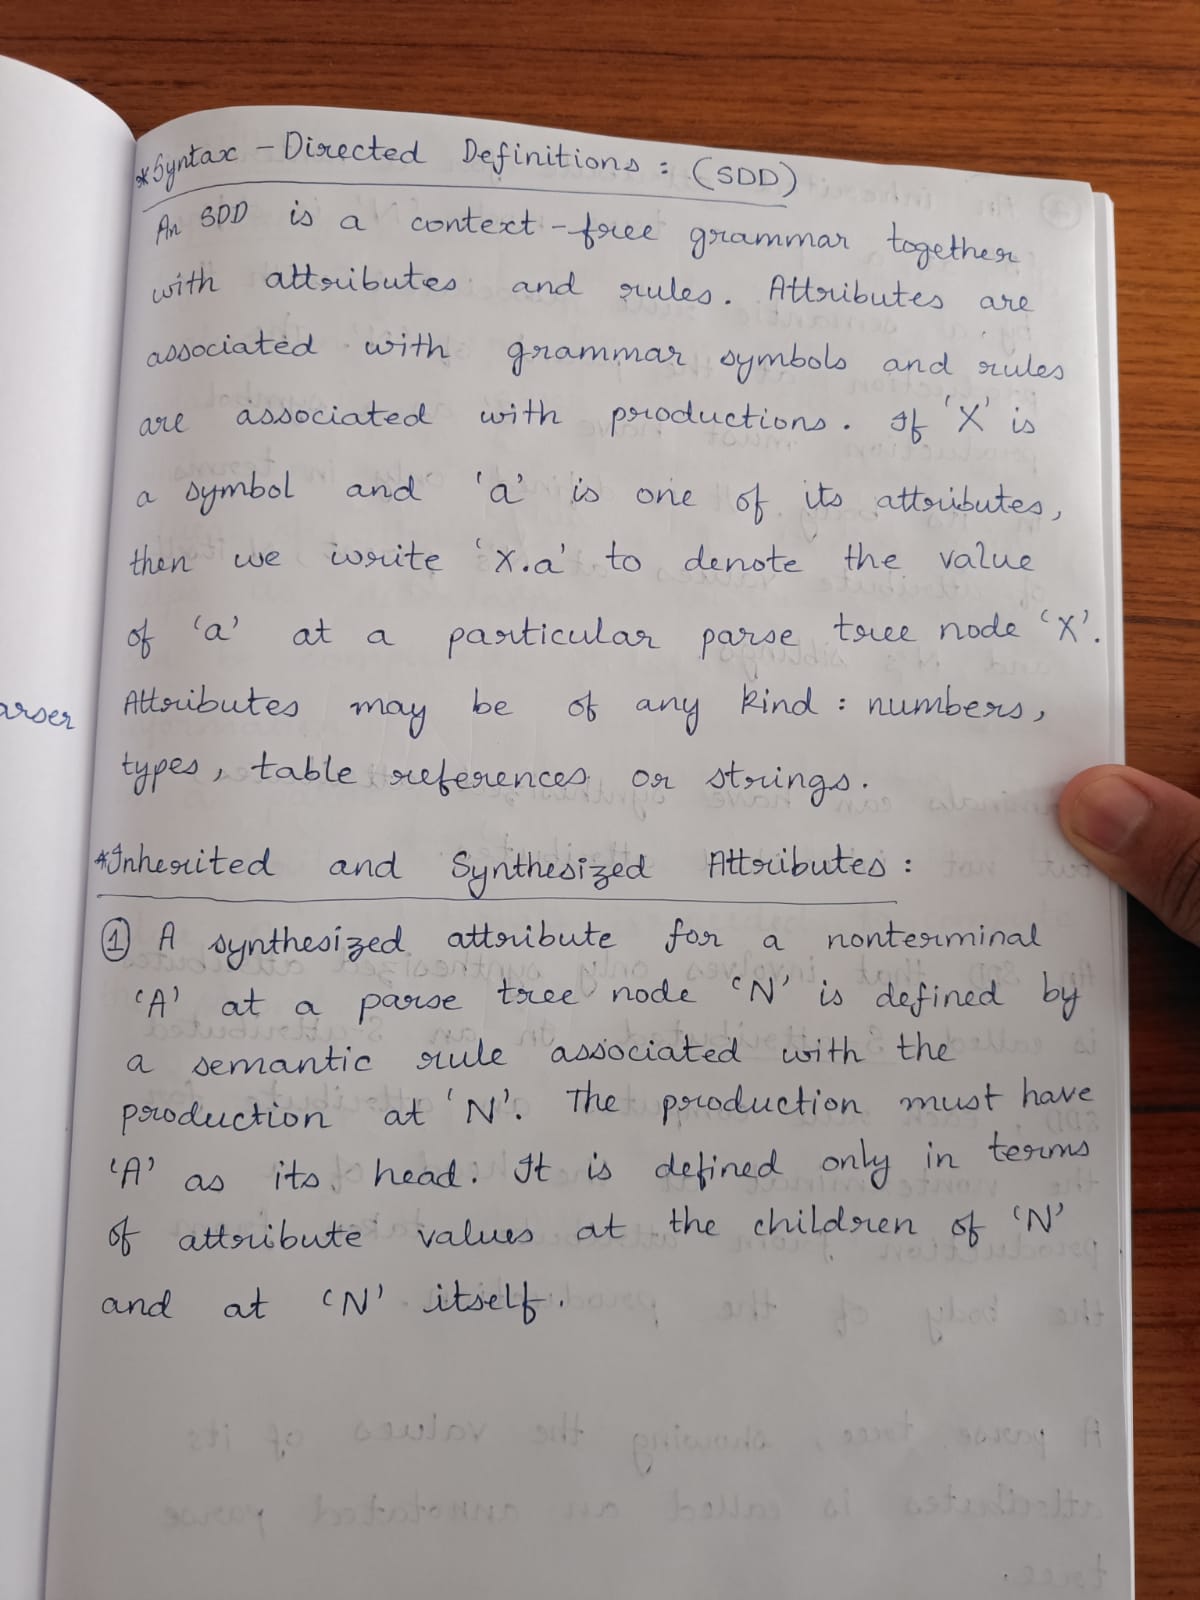 *Syntax - Directed Definitions : (SDD)
An SDD is a context-free grammar together
with attributes and rules. Attributes are
associated with grammar symbols and rules
are associated with productions. If 'X' is
a symbol and 'a' is one of its attributes,
then we write 'X.a' to denote the value
of 'a' at a particular parse tree node 'X'.
Attributes may be of any kind : numbers,
types, table references or strings.
*Inherited and Synthesized Attributes :
① A synthesized attribute for a nonterminal
'A' at a parse tree node 'N' is defined by
a semantic rule associated with the
production at 'N'. The production must have
'A' as its head. It is defined only in terms
of attribute values at the children of 'N'
and at 'N' itself.